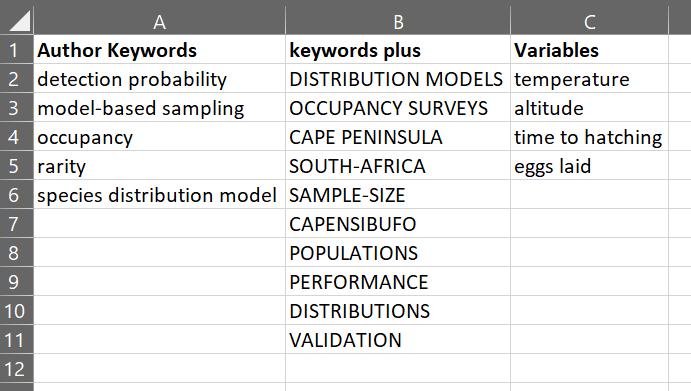 A B C
1 Author Keywords keywords plus Variables
2 detection probability DISTRIBUTION MODELS temperature
3 model-based sampling OCCUPANCY SURVEYS altitude
4 occupancy CAPE PENINSULA time to hatching
5 rarity SOUTH-AFRICA eggs laid
6 species distribution model SAMPLE-SIZE
7 CAPENSIBUFO
8 POPULATIONS
9 PERFORMANCE
10 DISTRIBUTIONS
11 VALIDATION
12